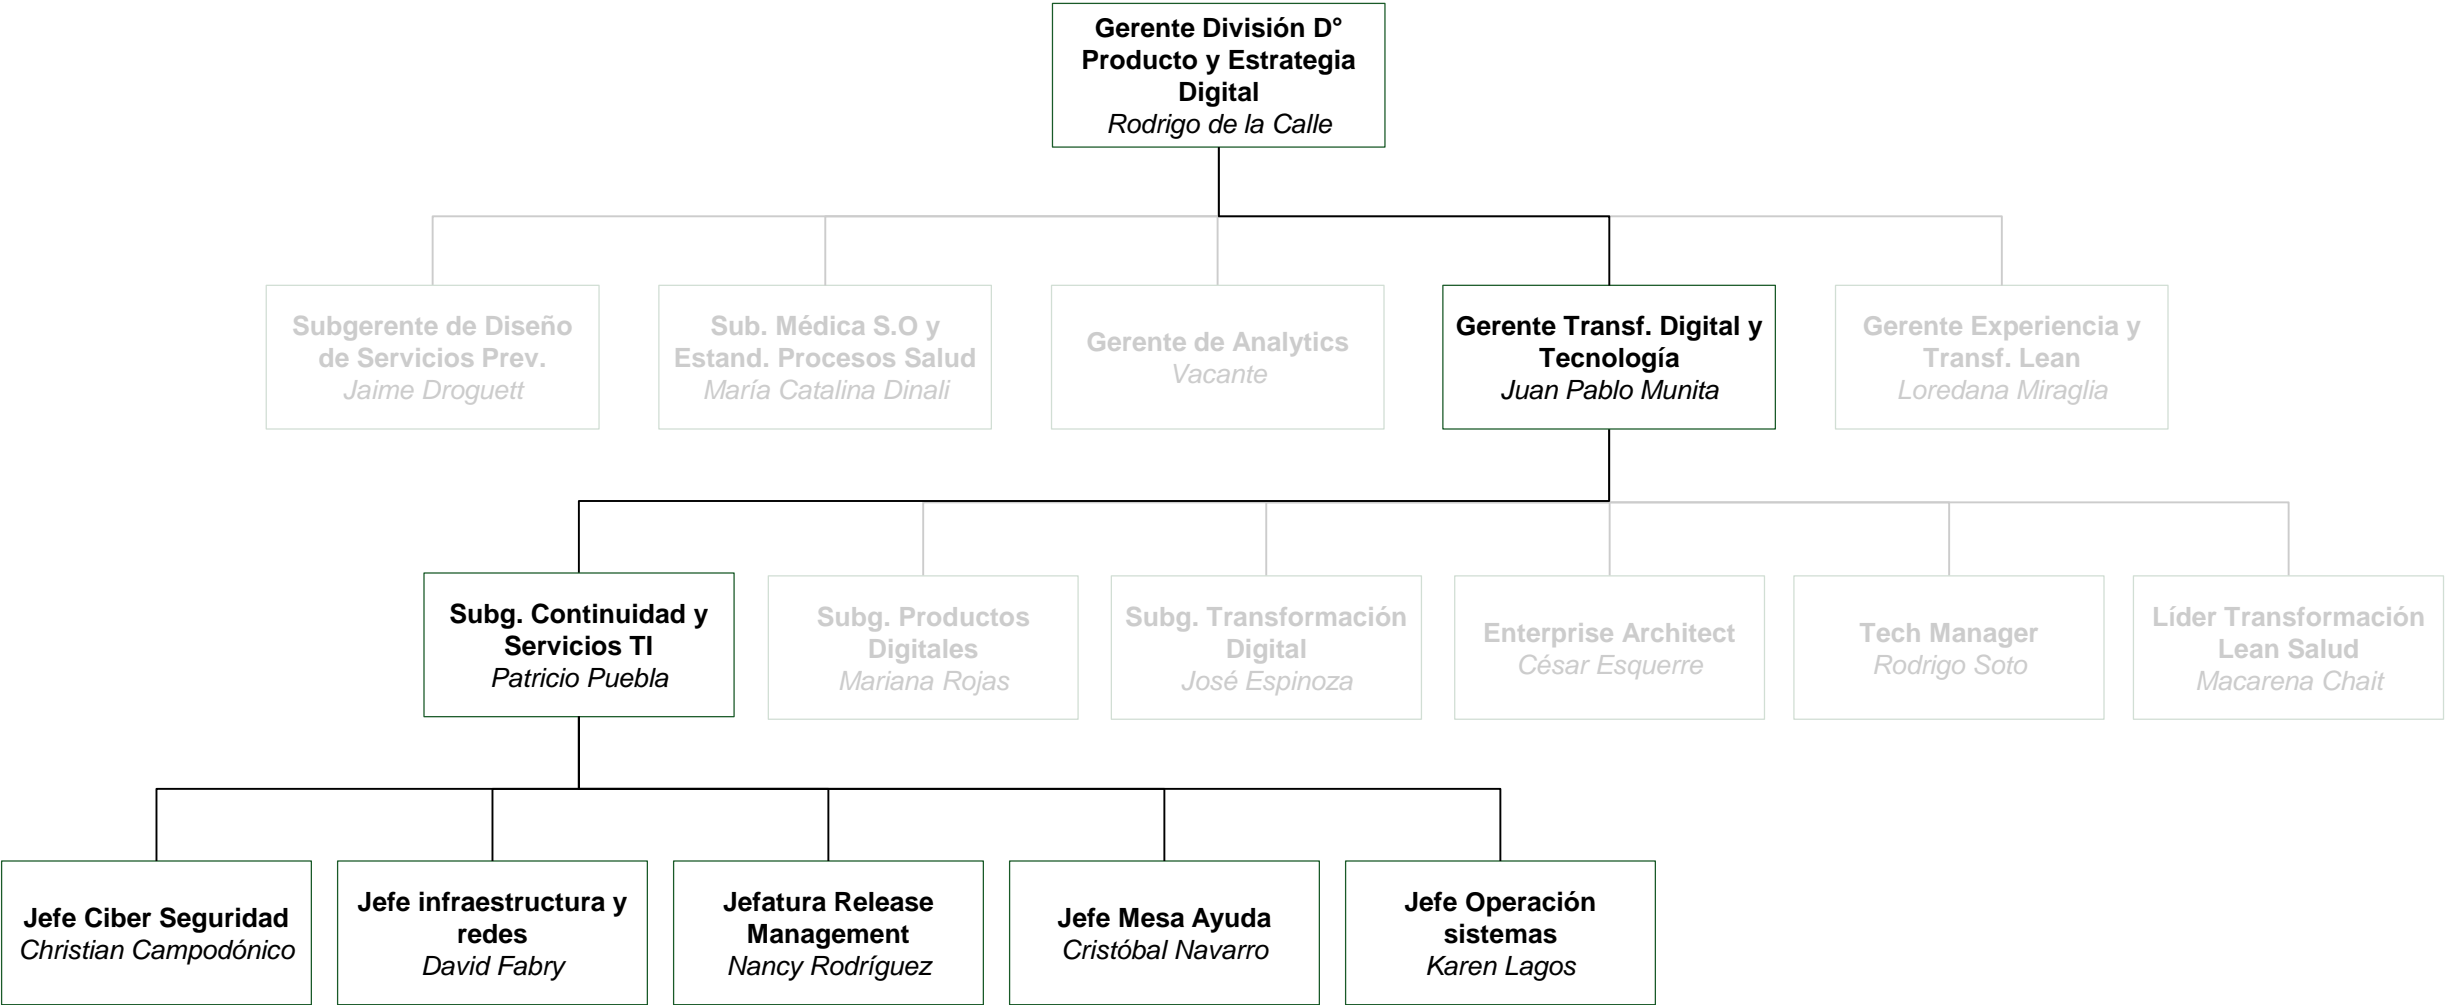 Gerente División D°
Producto y Estrategia
Digital
Rodrigo de la Calle
Subgerente de Diseño
de Servicios Prev.
Jaime Droguett
Sub. Médica S.O y
Estand. Procesos Salud
María Catalina Dinali
Gerente de Analytics
Vacante
Gerente Transf. Digital y
Tecnología
Juan Pablo Munita
Gerente Experiencia y
Transf. Lean
Loredana Miraglia
Subg. Continuidad y
Servicios TI
Patricio Puebla
Subg. Productos
Digitales
Mariana Rojas
Subg. Transformación
Digital
José Espinoza
Enterprise Architect
César Esquerre
Tech Manager
Rodrigo Soto
Líder Transformación
Lean Salud
Macarena Chait
Jefe Ciber Seguridad
Christian Campodónico
Jefe infraestructura y
redes
David Fabry
Jefatura Release
Management
Nancy Rodríguez
Jefe Mesa Ayuda
Cristóbal Navarro
Jefe Operación
sistemas
Karen Lagos